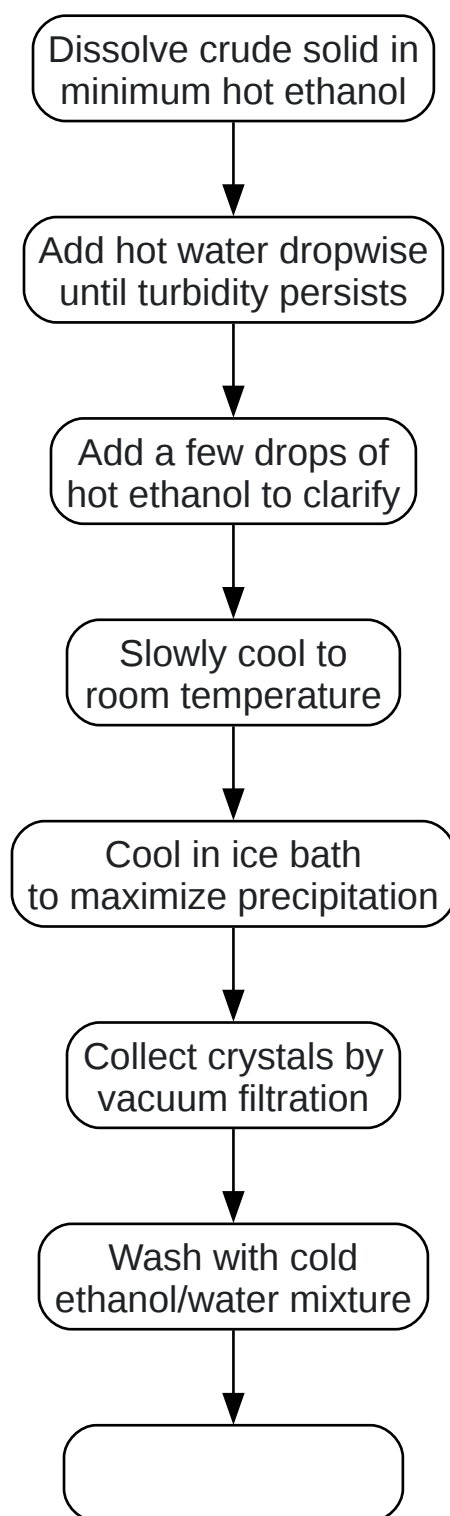 Dissolve crude solid in
minimum hot ethanol
Add hot water dropwise
until turbidity persists
Add a few drops of
hot ethanol to clarify
Slowly cool to
room temperature
Cool in ice bath
to maximize precipitation
Collect crystals by
vacuum filtration
Wash with cold
ethanol/water mixture